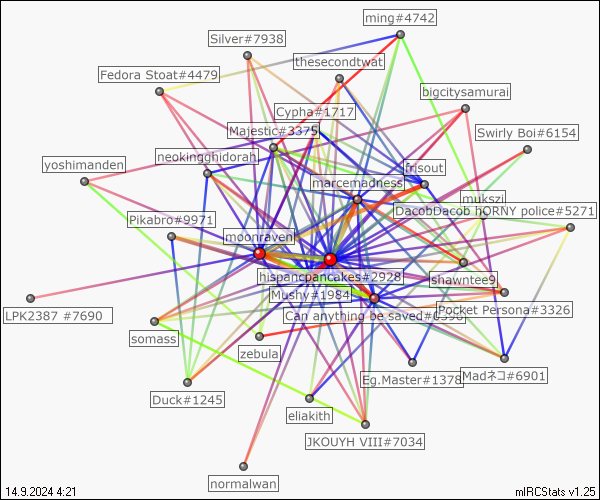 ming#4742
Silver#7938
thesecondtwat
Fedora Stoat#4479
bigcitysamurai
Cypha#1717
Majestic#3375
Swirly Boi#6154
neokingghidorah
yoshimanden
frisout
marcemadness
mukszi
DacobDacob hORNY police#5271
Pikabro#9971
moonraven
hispancpancakes#2928
shawntee9
Mushy#1984
Pocket Persona#3326
LPK2387 #7690
Can anything be saved#0390
somass
zebula
Eg.Master#1378
Madネコ#6901
Duck#1245
eliakith
JKOUYH VIII#7034
normalwan
14.9.2024 4:21
mIRCStats v1.25